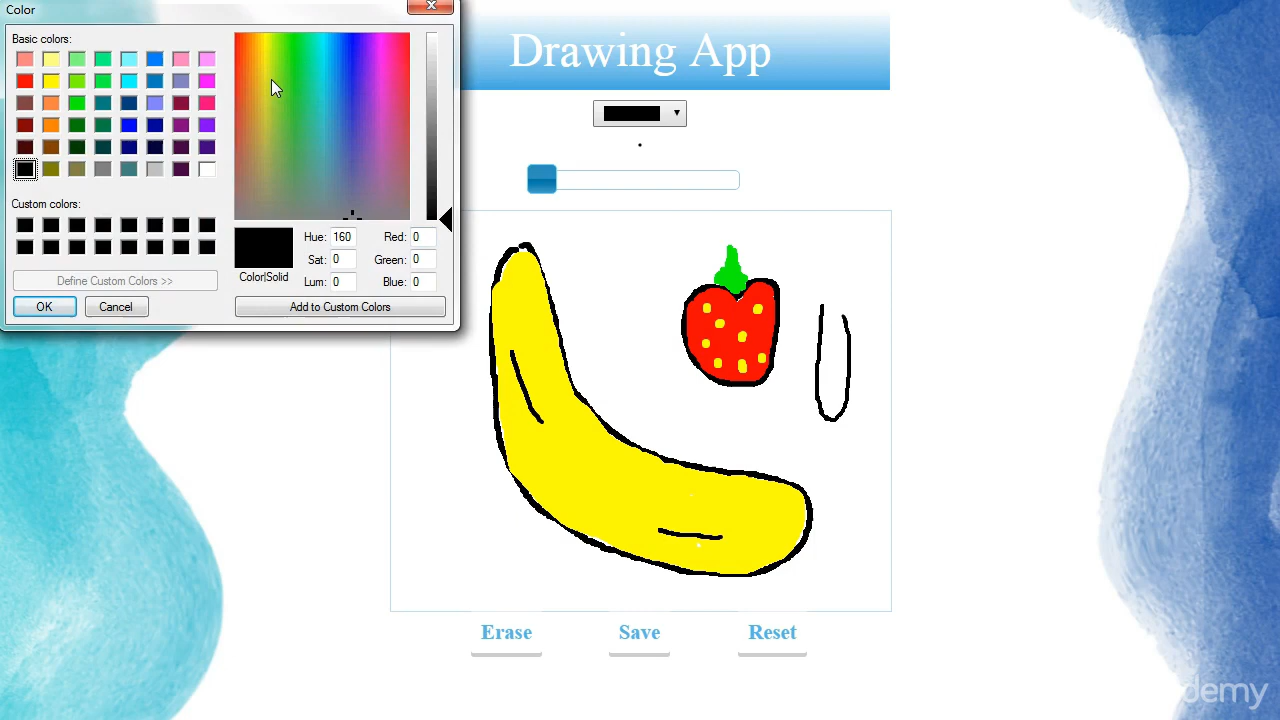 Color
Basic colors:
Custom colors:
Define Custom Colors >>
OK
Cancel
Hue: 160
Sat: 0
Lum: 0
Red: 0
Green: 0
Blue: 0
Color|Solid
Add to Custom Colors
Drawing App
Erase
Save
Reset
demy